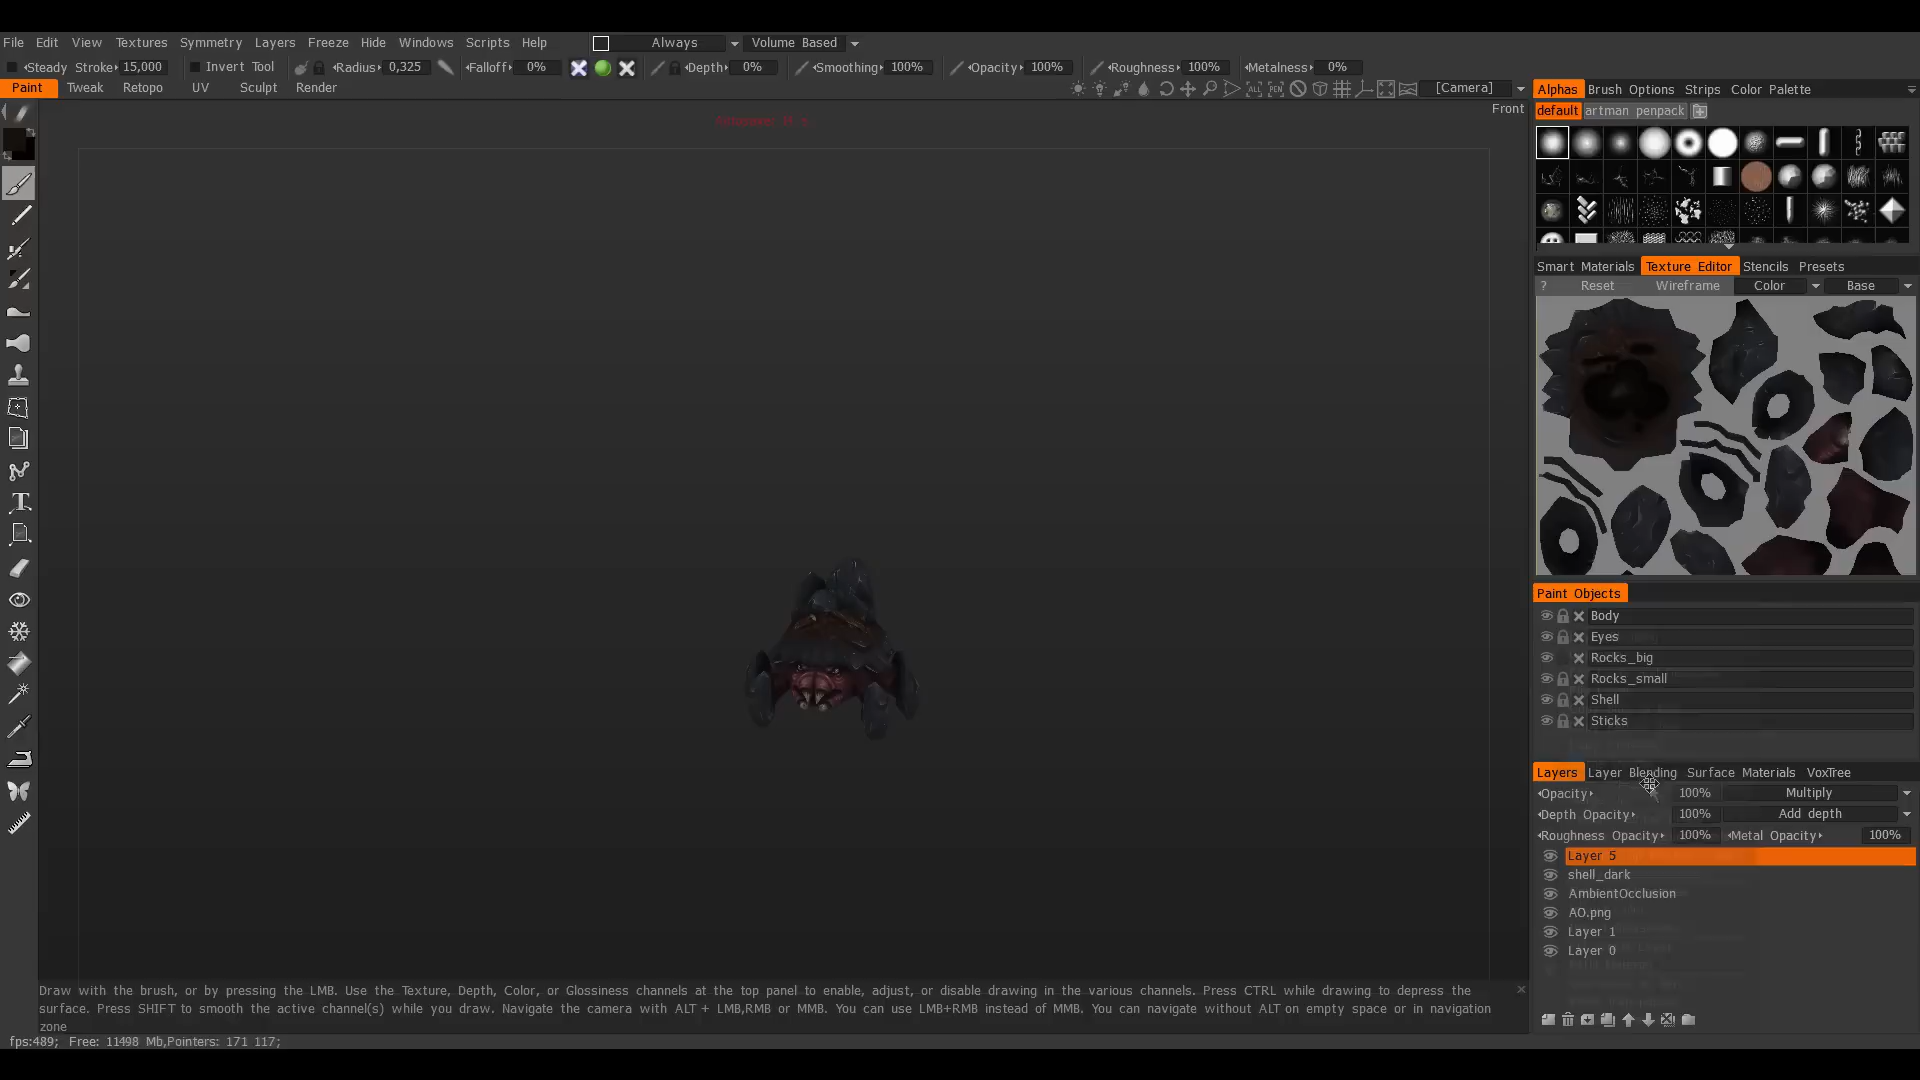 File Edit View Textures Symmetry Layers Freeze Hide Windows Scripts Help Always Volume Based
Steady Stroke 15,000 Invert Tool Radius 0,325 Falloff 0% Depth 0% Smoothing 100% Opacity 100% Roughness 100% Metalness 0%
Paint Tweak Retopo UV Sculpt Render [Camera]
Front
Alphas Brush Options Strips Color Palette
default artman penpack
Smart Materials Texture Editor Stencils Presets
? Reset Wireframe Color Base
Paint Objects
Body
Eyes
Rocks_big
Rocks_small
Shell
Sticks
Layers Layer Blending Surface Materials VoxTree
Opacity 100% Multiply
Depth Opacity 100% Add depth
Roughness Opacity 100% Metal Opacity 100%
Layer 5
shell_dark
AmbientOcclusion
AO.png
Layer 1
Layer 0
Draw with the brush, or by pressing the LMB. Use the Texture, Depth, Color, or Glossiness channels at the top panel to enable, adjust, or disable drawing in the various channels. Press CTRL while drawing to depress the
surface. Press SHIFT to smooth the active channel(s) while you draw. Navigate the camera with ALT + LMB,RMB or MMB. You can use LMB+RMB instead of MMB. You can navigate without ALT on empty space or in navigation
zone
fps:489; Free: 11498 Mb,Pointers: 171 117;